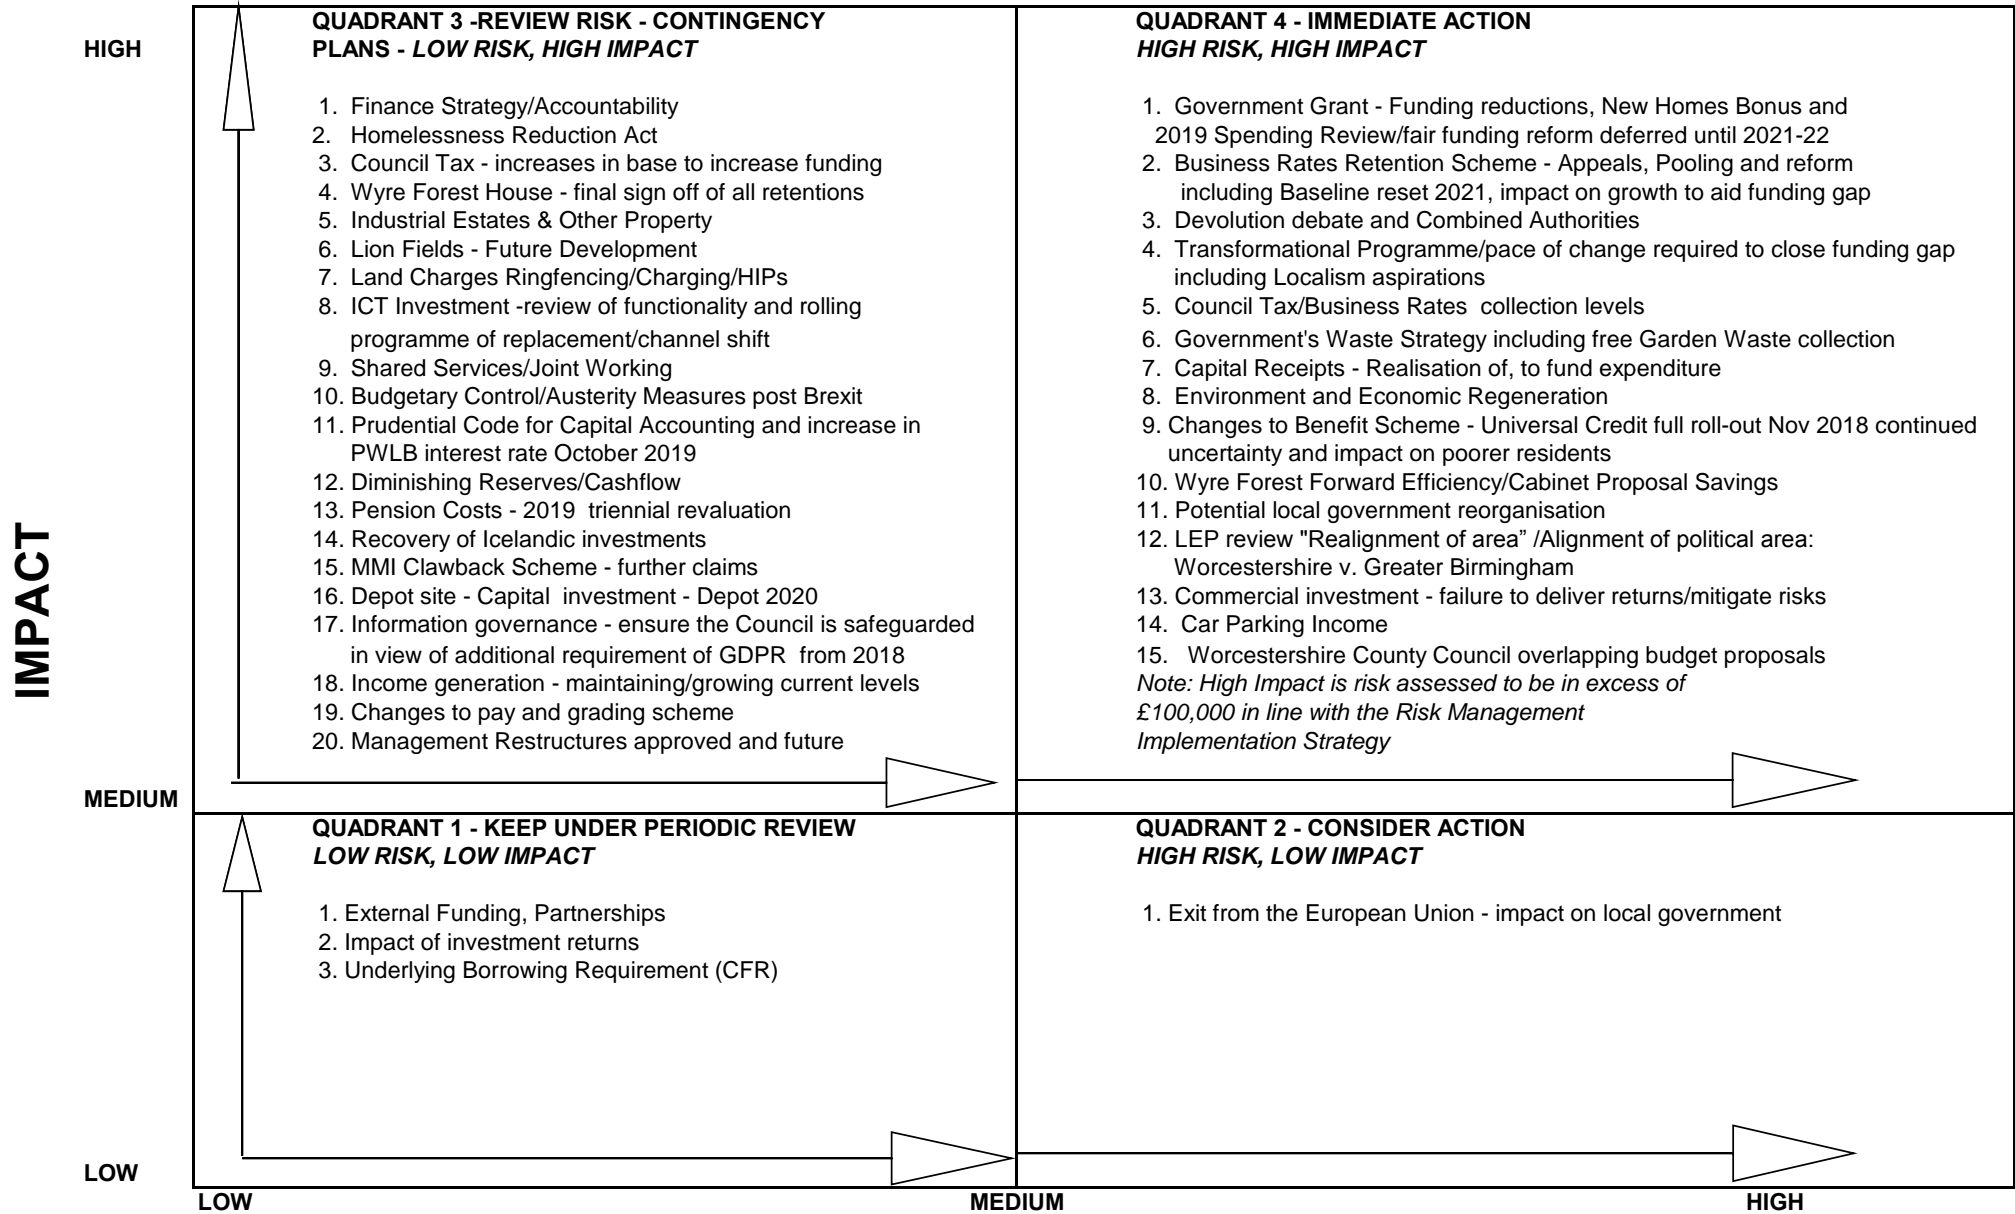 IMPACT
HIGH
QUADRANT 3 -REVIEW RISK - CONTINGENCY
PLANS - LOW RISK, HIGH IMPACT
1. Finance Strategy/Accountability
2. Homelessness Reduction Act
3. Council Tax - increases in base to increase funding
4. Wyre Forest House - final sign off of all retentions
5. Industrial Estates & Other Property
6. Lion Fields - Future Development
7. Land Charges Ringfencing/Charging/HIPs
8. ICT Investment -review of functionality and rolling
programme of replacement/channel shift
9. Shared Services/Joint Working
10. Budgetary Control/Austerity Measures post Brexit
11. Prudential Code for Capital Accounting and increase in
PWLB interest rate October 2019
12. Diminishing Reserves/Cashflow
13. Pension Costs - 2019 triennial revaluation
14. Recovery of Icelandic investments
15. MMI Clawback Scheme - further claims
16. Depot site - Capital investment - Depot 2020
17. Information governance - ensure the Council is safeguarded
in view of additional requirement of GDPR from 2018
18. Income generation - maintaining/growing current levels
19. Changes to pay and grading scheme
20. Management Restructures approved and future
QUADRANT 4 - IMMEDIATE ACTION
HIGH RISK, HIGH IMPACT
1. Government Grant - Funding reductions, New Homes Bonus and
2019 Spending Review/fair funding reform deferred until 2021-22
2. Business Rates Retention Scheme - Appeals, Pooling and reform
including Baseline reset 2021, impact on growth to aid funding gap
3. Devolution debate and Combined Authorities
4. Transformational Programme/pace of change required to close funding gap
including Localism aspirations
5. Council Tax/Business Rates collection levels
6. Government's Waste Strategy including free Garden Waste collection
7. Capital Receipts - Realisation of, to fund expenditure
8. Environment and Economic Regeneration
9. Changes to Benefit Scheme - Universal Credit full roll-out Nov 2018 continued
uncertainty and impact on poorer residents
10. Wyre Forest Forward Efficiency/Cabinet Proposal Savings
11. Potential local government reorganisation
12. LEP review "Realignment of area” /Alignment of political area:
Worcestershire v. Greater Birmingham
13. Commercial investment - failure to deliver returns/mitigate risks
14. Car Parking Income
15. Worcestershire County Council overlapping budget proposals
Note: High Impact is risk assessed to be in excess of
£100,000 in line with the Risk Management
Implementation Strategy
MEDIUM
QUADRANT 1 - KEEP UNDER PERIODIC REVIEW
LOW RISK, LOW IMPACT
1. External Funding, Partnerships
2. Impact of investment returns
3. Underlying Borrowing Requirement (CFR)
QUADRANT 2 - CONSIDER ACTION
HIGH RISK, LOW IMPACT
1. Exit from the European Union - impact on local government
LOW
LOW
MEDIUM
HIGH